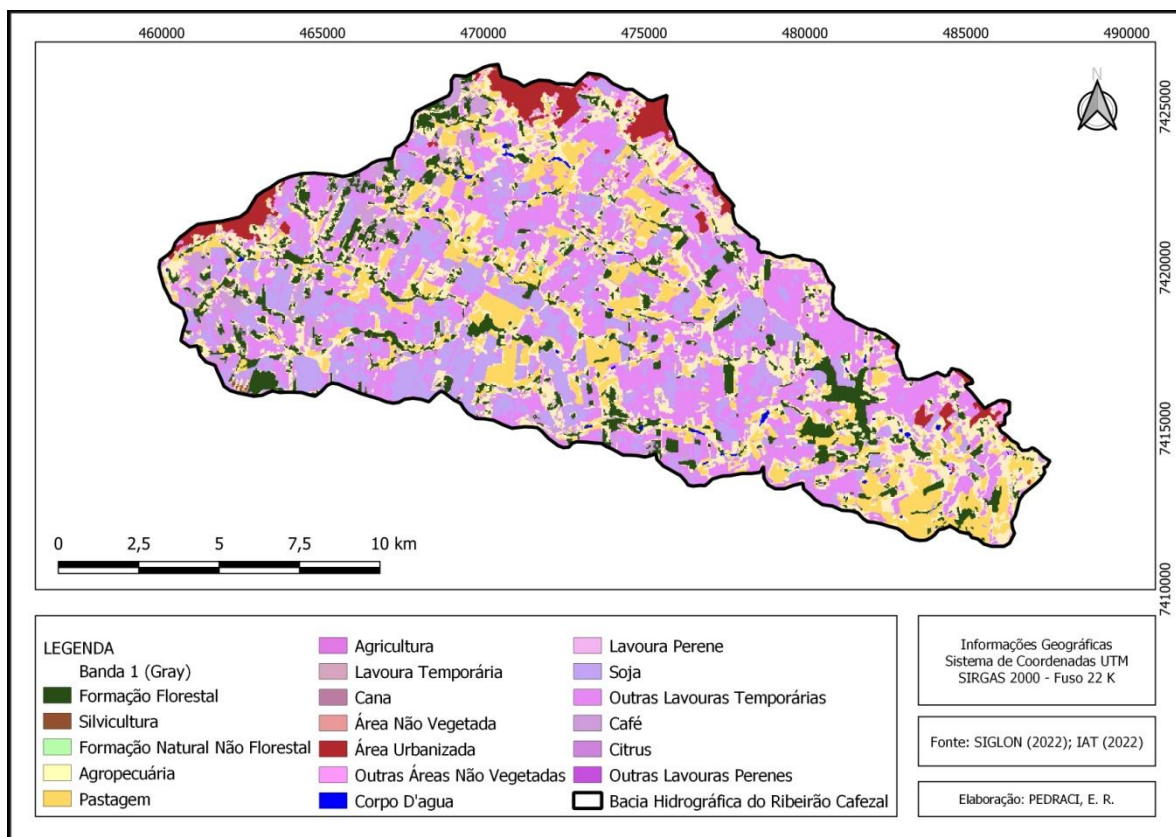 460000 465000 470000 475000 480000 485000 490000
N
7425000
7420000
7415000
7410000
0 2,5 5 7,5 10 km
LEGENDA
Banda 1 (Gray)
Formação Florestal
Silvicultura
Formação Natural Não Florestal
Agropecuária
Pastagem
Agricultura
Lavoura Temporária
Cana
Área Não Vegetada
Área Urbanizada
Outras Áreas Não Vegetadas
Corpo D'agua
Lavoura Perene
Soja
Outras Lavouras Temporárias
Café
Citrus
Outras Lavouras Perenes
Bacia Hidrográfica do Ribeirão Cafezal
Informações Geográficas
Sistema de Coordenadas UTM
SIRGAS 2000 - Fuso 22 K
Fonte: SIGLON (2022); IAT (2022)
Elaboração: PEDRACI, E. R.